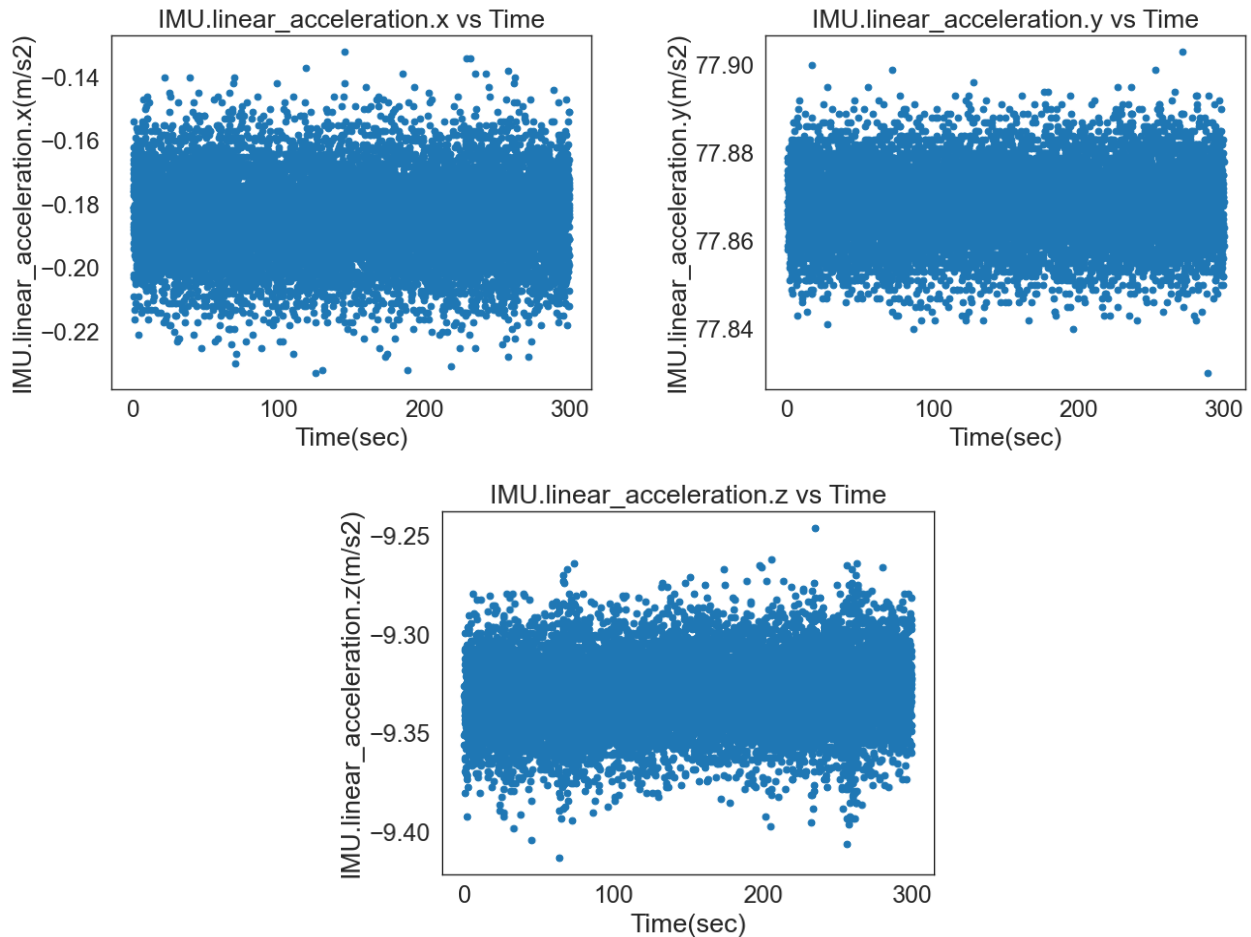 IMU.linear_acceleration.x vs Time
IMU.linear_acceleration.x(m/s2)
−0.14
−0.16
−0.18
−0.20
−0.22
0 100 200 300
Time(sec)
IMU.linear_acceleration.y vs Time
IMU.linear_acceleration.y(m/s2)
77.90
77.88
77.86
77.84
0 100 200 300
Time(sec)
IMU.linear_acceleration.z vs Time
IMU.linear_acceleration.z(m/s2)
−9.25
−9.30
−9.35
−9.40
0 100 200 300
Time(sec)